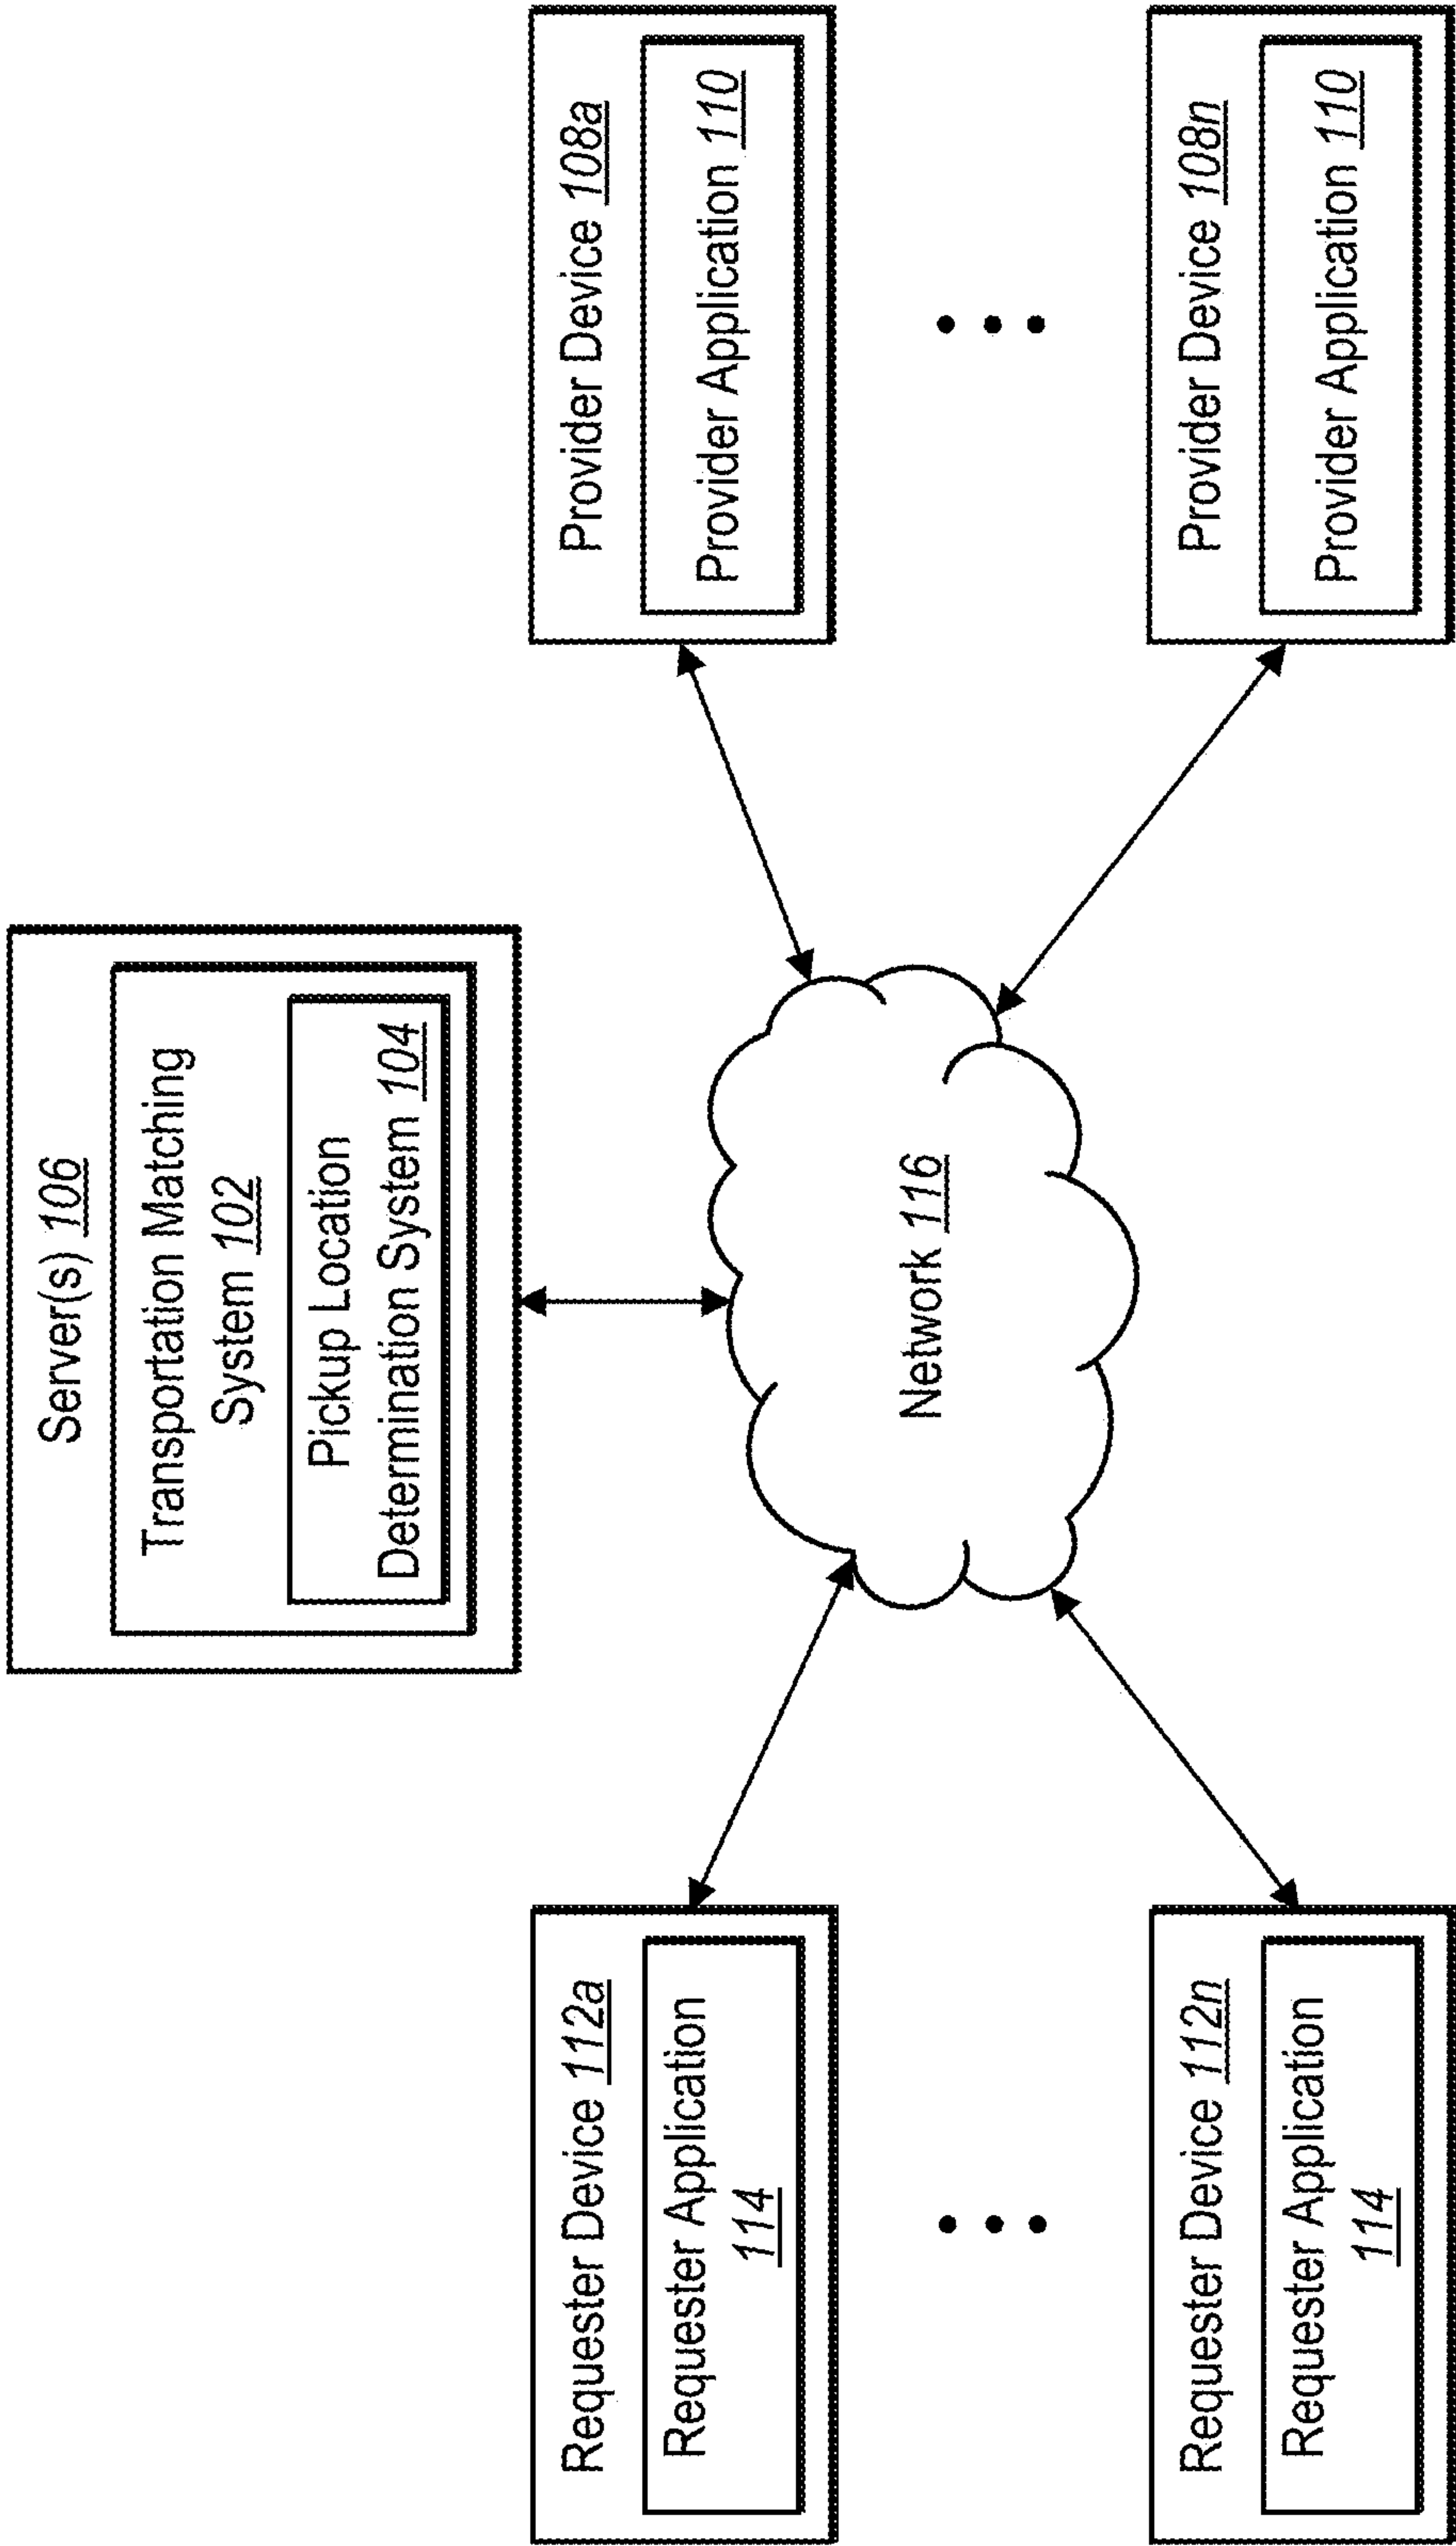 Server(s) 106
Transportation Matching
System 102
Pickup Location
Determination System 104
Requester Device 112a
Requester Application
114
Provider Device 108a
Provider Application 110
Network 116
Requester Device 112n
Requester Application
114
Provider Device 108n
Provider Application 110